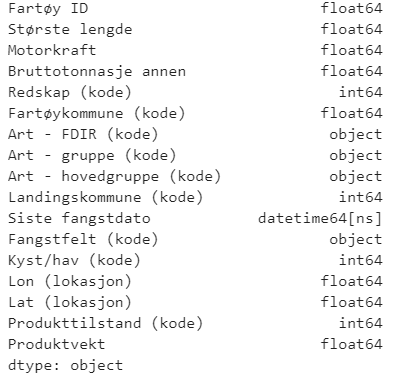 Fartøy ID float64
Største lengde float64
Motorkraft float64
Bruttotonnasje annen float64
Redskap (kode) int64
Fartøykommune (kode) float64
Art - FDIR (kode) object
Art - gruppe (kode) object
Art - hovedgruppe (kode) object
Landingskommune (kode) int64
Siste fangstdato datetime64[ns]
Fangstfelt (kode) object
Kyst/hav (kode) int64
Lon (lokasjon) float64
Lat (lokasjon) float64
Produkttilstand (kode) int64
Produktvekt float64
dtype: object